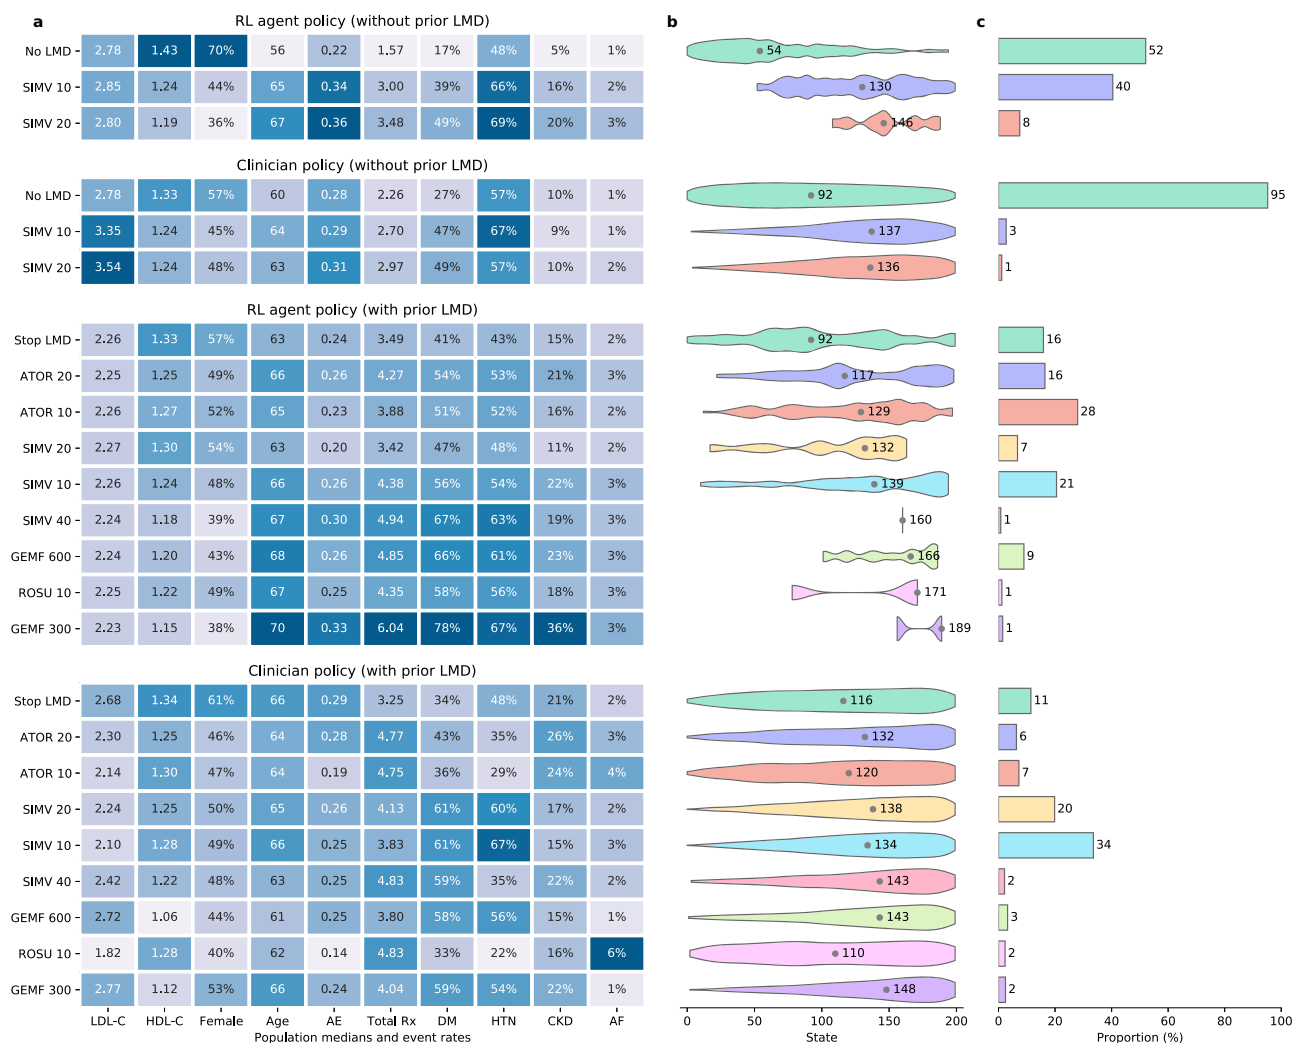 a
b
c
RL agent policy (without prior LMD)
No LMD 2.78 1.43 70% 56 0.22 1.57 17% 48% 5% 1% 54 52
SIMV 10 2.85 1.24 44% 65 0.34 3.00 39% 66% 16% 2% 130 40
SIMV 20 2.80 1.19 36% 67 0.36 3.48 49% 69% 20% 3% 146 8
Clinician policy (without prior LMD)
No LMD 2.78 1.33 57% 60 0.28 2.26 27% 57% 10% 1% 92 95
SIMV 10 3.35 1.24 45% 64 0.29 2.70 47% 67% 9% 1% 137 3
SIMV 20 3.54 1.24 48% 63 0.31 2.97 49% 57% 10% 2% 136 1
RL agent policy (with prior LMD)
Stop LMD 2.26 1.33 57% 63 0.24 3.49 41% 43% 15% 2% 92 16
ATOR 20 2.25 1.25 49% 66 0.26 4.27 54% 53% 21% 3% 117 16
ATOR 10 2.26 1.27 52% 65 0.23 3.88 51% 52% 16% 2% 129 28
SIMV 20 2.27 1.30 54% 63 0.20 3.42 47% 48% 11% 2% 132 7
SIMV 10 2.26 1.24 48% 66 0.26 4.38 56% 54% 22% 3% 139 21
SIMV 40 2.24 1.18 39% 67 0.30 4.94 67% 63% 19% 3% 160 1
GEMF 600 2.24 1.20 43% 68 0.26 4.85 66% 61% 23% 3% 166 9
ROSU 10 2.25 1.22 49% 67 0.25 4.35 58% 56% 18% 3% 171 1
GEMF 300 2.23 1.15 38% 70 0.33 6.04 78% 67% 36% 3% 189 1
Clinician policy (with prior LMD)
Stop LMD 2.68 1.34 61% 66 0.29 3.25 34% 48% 21% 2% 116 11
ATOR 20 2.30 1.25 46% 64 0.28 4.77 43% 35% 26% 3% 132 6
ATOR 10 2.14 1.30 47% 64 0.19 4.75 36% 29% 24% 4% 120 7
SIMV 20 2.24 1.25 50% 65 0.26 4.13 61% 60% 17% 2% 138 20
SIMV 10 2.10 1.28 49% 66 0.25 3.83 61% 67% 15% 3% 134 34
SIMV 40 2.42 1.22 48% 63 0.25 4.83 59% 35% 22% 2% 143 2
GEMF 600 2.72 1.06 44% 61 0.25 3.80 58% 56% 15% 1% 143 3
ROSU 10 1.82 1.28 40% 62 0.14 4.83 33% 22% 16% 6% 110 2
GEMF 300 2.77 1.12 53% 66 0.24 4.04 59% 54% 22% 1% 148 2
LDL-C HDL-C Female Age AE Total Rx DM HTN CKD AF
Population medians and event rates
0 50 100 150 200
State
0 20 40 60 80 100
Proportion (%)